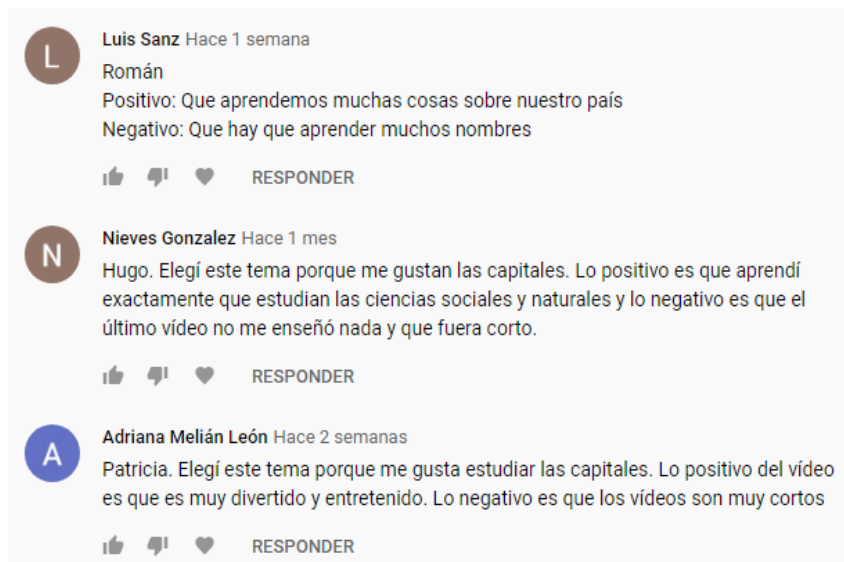 L
Luis Sanz Hace 1 semana
Román
Positivo: Que aprendemos muchas cosas sobre nuestro país
Negativo: Que hay que aprender muchos nombres
RESPONDER
N
Nieves Gonzalez Hace 1 mes
Hugo. Elegí este tema porque me gustan las capitales. Lo positivo es que aprendí
exactamente que estudian las ciencias sociales y naturales y lo negativo es que el
último vídeo no me enseñó nada y que fuera corto.
RESPONDER
A
Adriana Melián León Hace 2 semanas
Patricia. Elegí este tema porque me gusta estudiar las capitales. Lo positivo del vídeo
es que es muy divertido y entretenido. Lo negativo es que los vídeos son muy cortos
RESPONDER